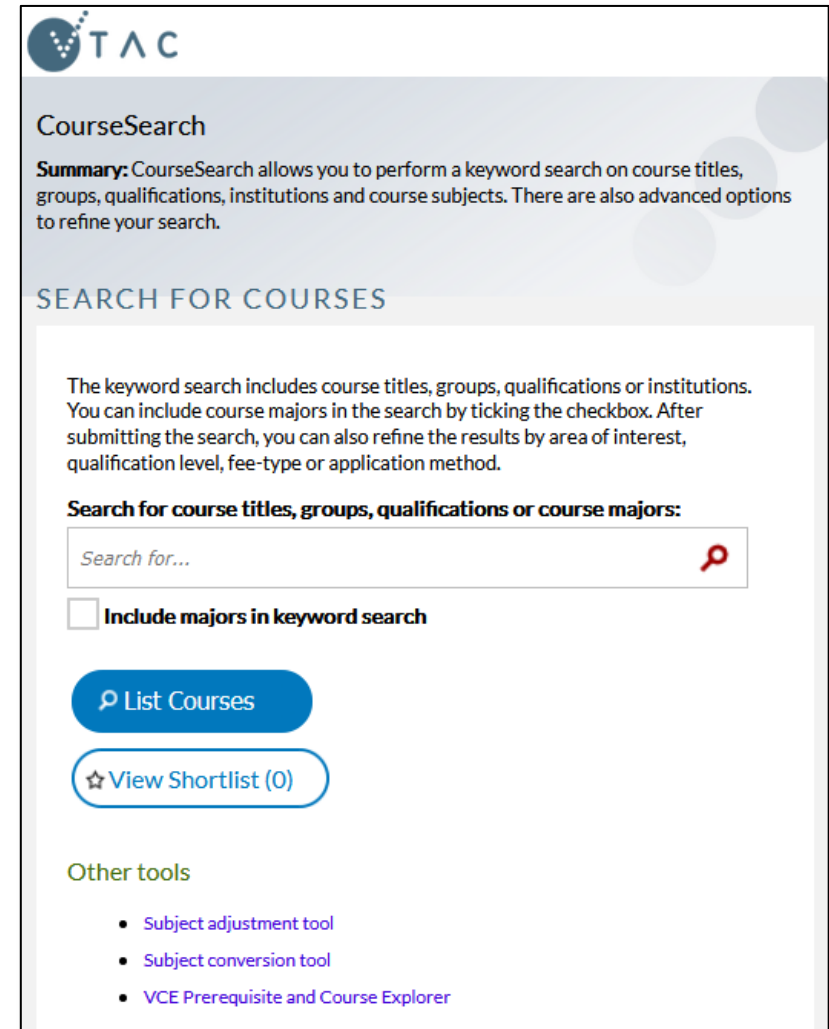 VTAC
CourseSearch
Summary: CourseSearch allows you to perform a keyword search on course titles,
groups, qualifications, institutions and course subjects. There are also advanced options
to refine your search.
SEARCH FOR COURSES
The keyword search includes course titles, groups, qualifications or institutions.
You can include course majors in the search by ticking the checkbox. After
submitting the search, you can also refine the results by area of interest,
qualification level, fee-type or application method.
Search for course titles, groups, qualifications or course majors:
Search for...
Include majors in keyword search
List Courses
View Shortlist (0)
Other tools
Subject adjustment tool
Subject conversion tool
VCE Prerequisite and Course Explorer